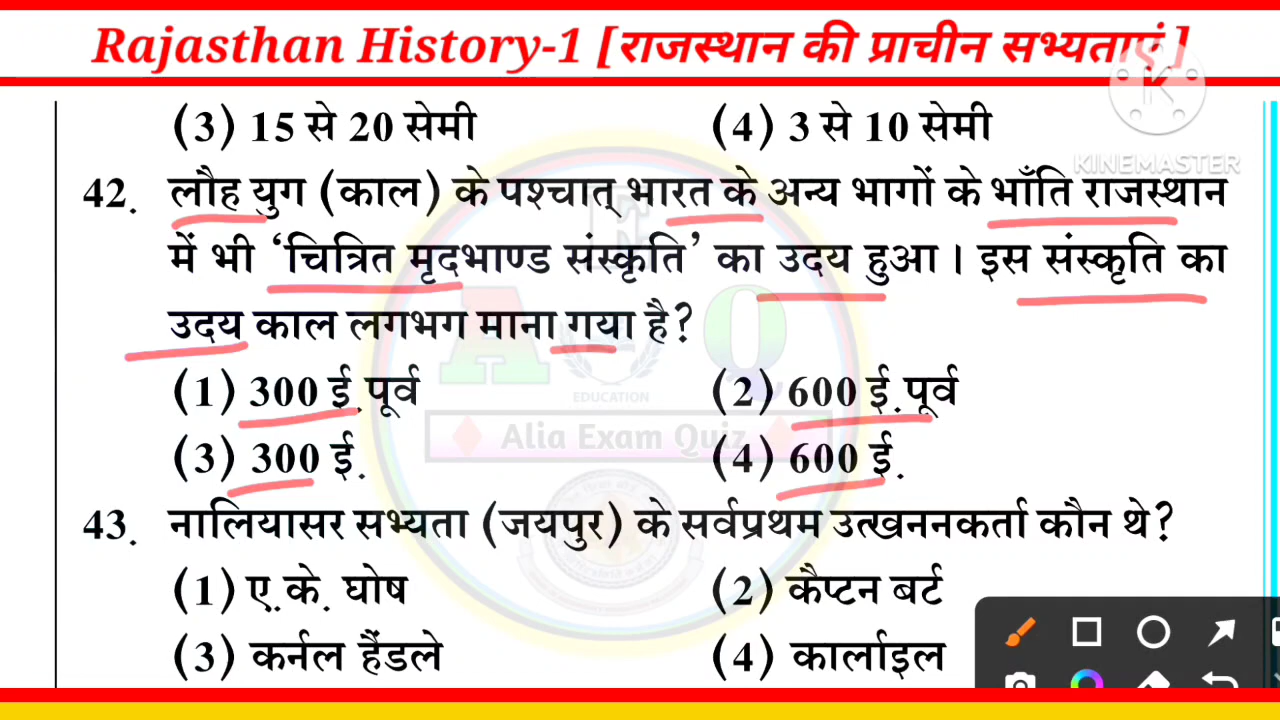 Rajasthan History-1 [राजस्थान की प्राचीन सभ्यताएं]
KINEMASTER
(3) 15 से 20 सेमी (4) 3 से 10 सेमी
42. लौह युग (काल) के पश्चात् भारत के अन्य भागों के भाँति राजस्थान
में भी ‘चित्रित मृदभाण्ड संस्कृति’ का उदय हुआ। इस संस्कृति का
उदय काल लगभग माना गया है?
(1) 300 ई.पूर्व (2) 600 ई.पूर्व
EDUCATION
Alia Exam Quiz
(3) 300 ई. (4) 600 ई.
43. नालियासर सभ्यता (जयपुर) के सर्वप्रथम उत्खननकर्ता कौन थे?
(1) ए.के. घोष (2) कैप्टन बर्ट
(3) कर्नल हैंडले (4) कार्लाइल